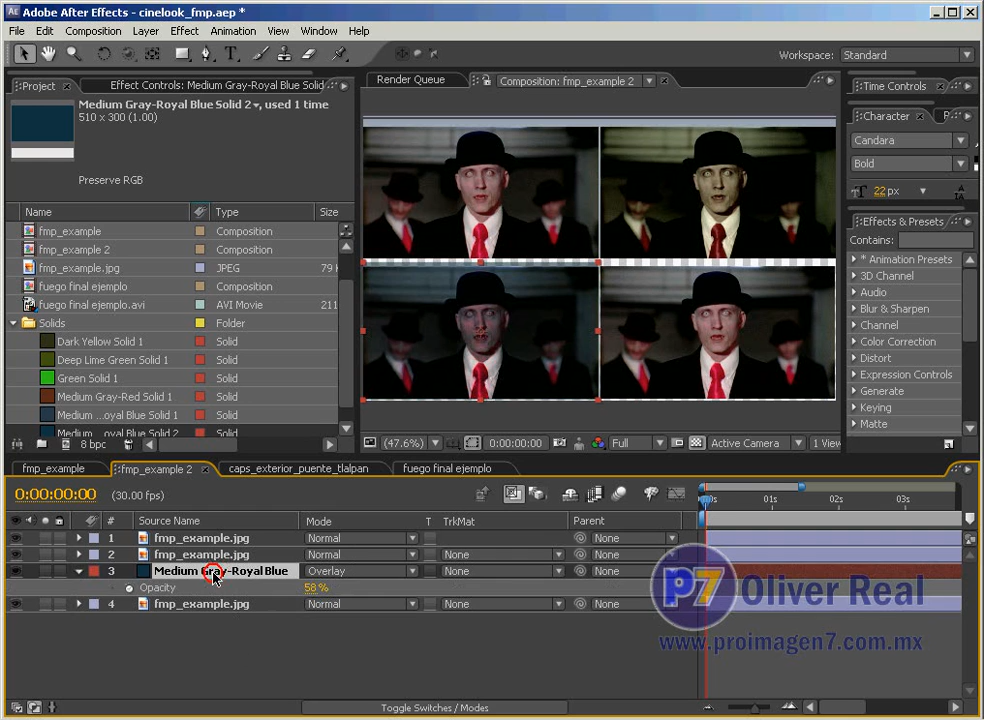 Adobe After Effects - cinelook_fmp.aep *
File Edit Composition Layer Effect Animation View Window Help
Workspace: Standard
Project Effect Controls: Medium Gray-Royal Blue Solid
Medium Gray-Royal Blue Solid 2, used 1 time
510 x 300 (1.00)
Preserve RGB
Name Type Size
fmp_example Composition
fmp_example 2 Composition
fmp_example.jpg JPEG 79
fuego final ejemplo Composition
fuego final ejemplo.avi AVI Movie 211
Solids Folder
Dark Yellow Solid 1 Solid
Deep Lime Green Solid 1 Solid
Green Solid 1 Solid
Medium Gray-Red Solid 1 Solid
Medium ...oyal Blue Solid 1 Solid
Medium ...oyal Blue Solid 2 Solid
8 bpc
Render Queue Composition: fmp_example 2
(47.6%) 0:00:00:00 Full Active Camera 1 View
Time Controls
Character
Candara
Bold
22 px
Effects & Presets
Contains:
* Animation Presets
3D Channel
Audio
Blur & Sharpen
Channel
Color Correction
Distort
Expression Controls
Generate
Keying
Matte
fmp_example fmp_example 2 caps_exterior_puente_tlalpan fuego final ejemplo
0:00:00:00 (30.00 fps)
01s 02s 03s
# Source Name Mode T TrkMat Parent
1 fmp_example.jpg Normal None
2 fmp_example.jpg Normal None None
3 Medium Gray-Royal Blue Overlay None None
Opacity 58 %
4 fmp_example.jpg Normal None None
p7 Oliver Real
www.proimagen7.com.mx
Toggle Switches / Modes